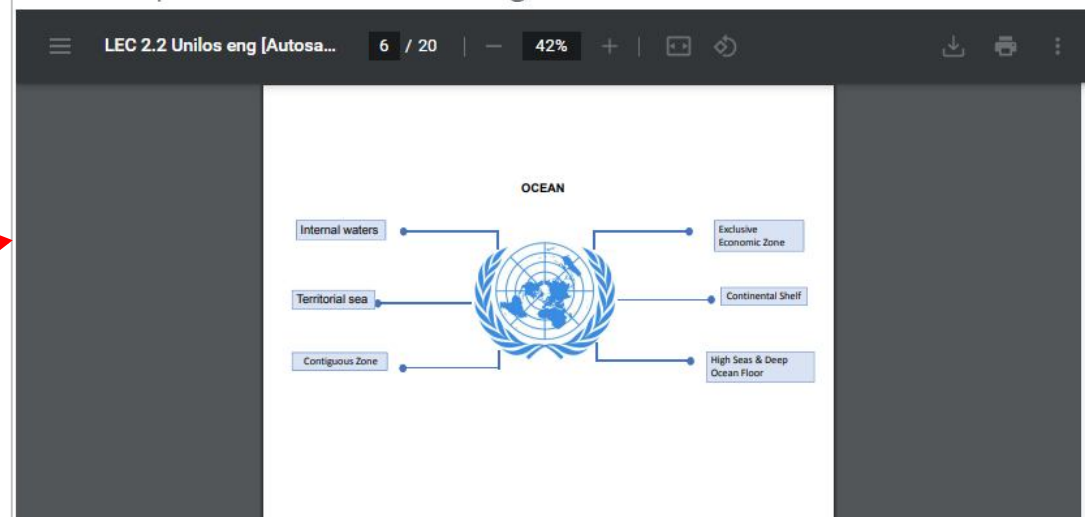 LEC 2.2 Unilos eng [Autosa... 6 / 20 42%
OCEAN
Internal waters
Territorial sea
Contiguous Zone
Exclusive
Economic Zone
Continental Shelf
High Seas & Deep
Ocean Floor